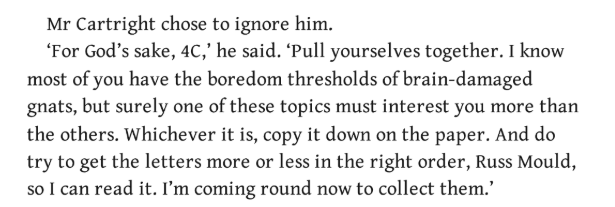 Mr Cartright chose to ignore him.
‘For God’s sake, 4C,’ he said. ‘Pull yourselves together. I know
most of you have the boredom thresholds of brain-damaged
gnats, but surely one of these topics must interest you more than
the others. Whichever it is, copy it down on the paper. And do
try to get the letters more or less in the right order, Russ Mould,
so I can read it. I’m coming round now to collect them.’